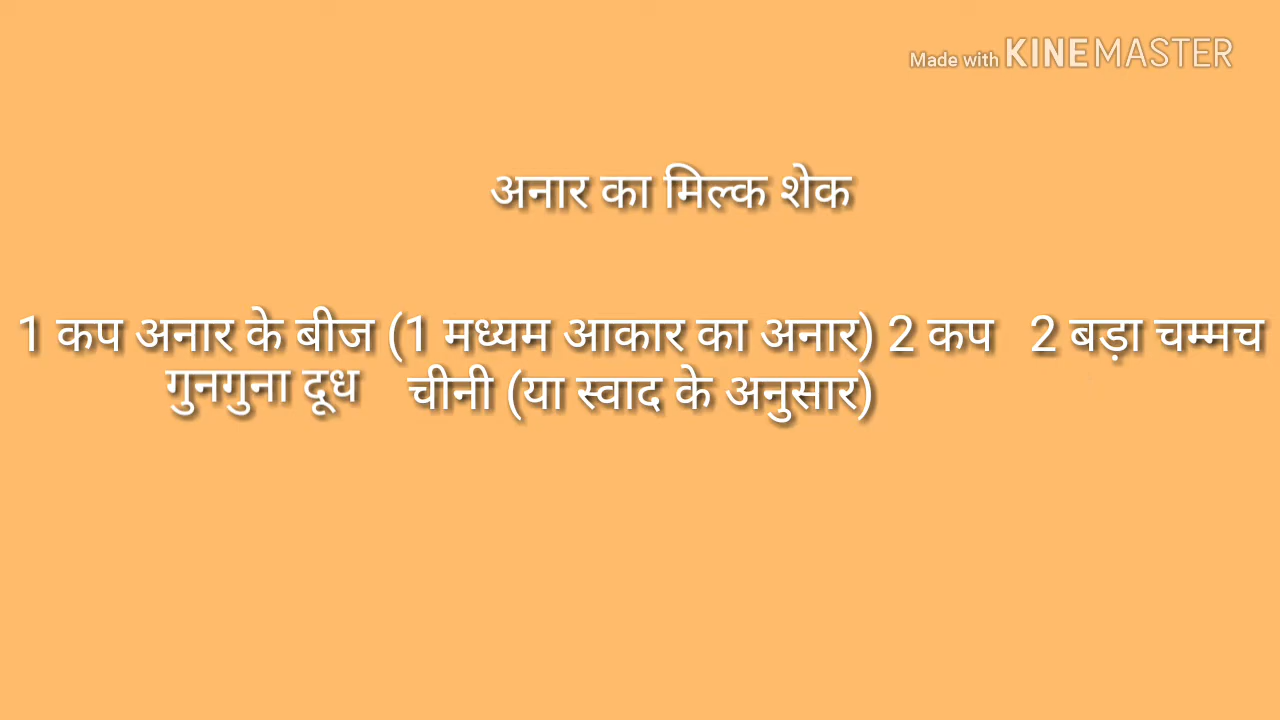 Made with KINEMASTER
अनार का मिल्क शेक
1 कप अनार के बीज (1 मध्यम आकार का अनार) 2 कप 2 बड़ा चम्मच
गुनगुना दूध चीनी (या स्वाद के अनुसार)